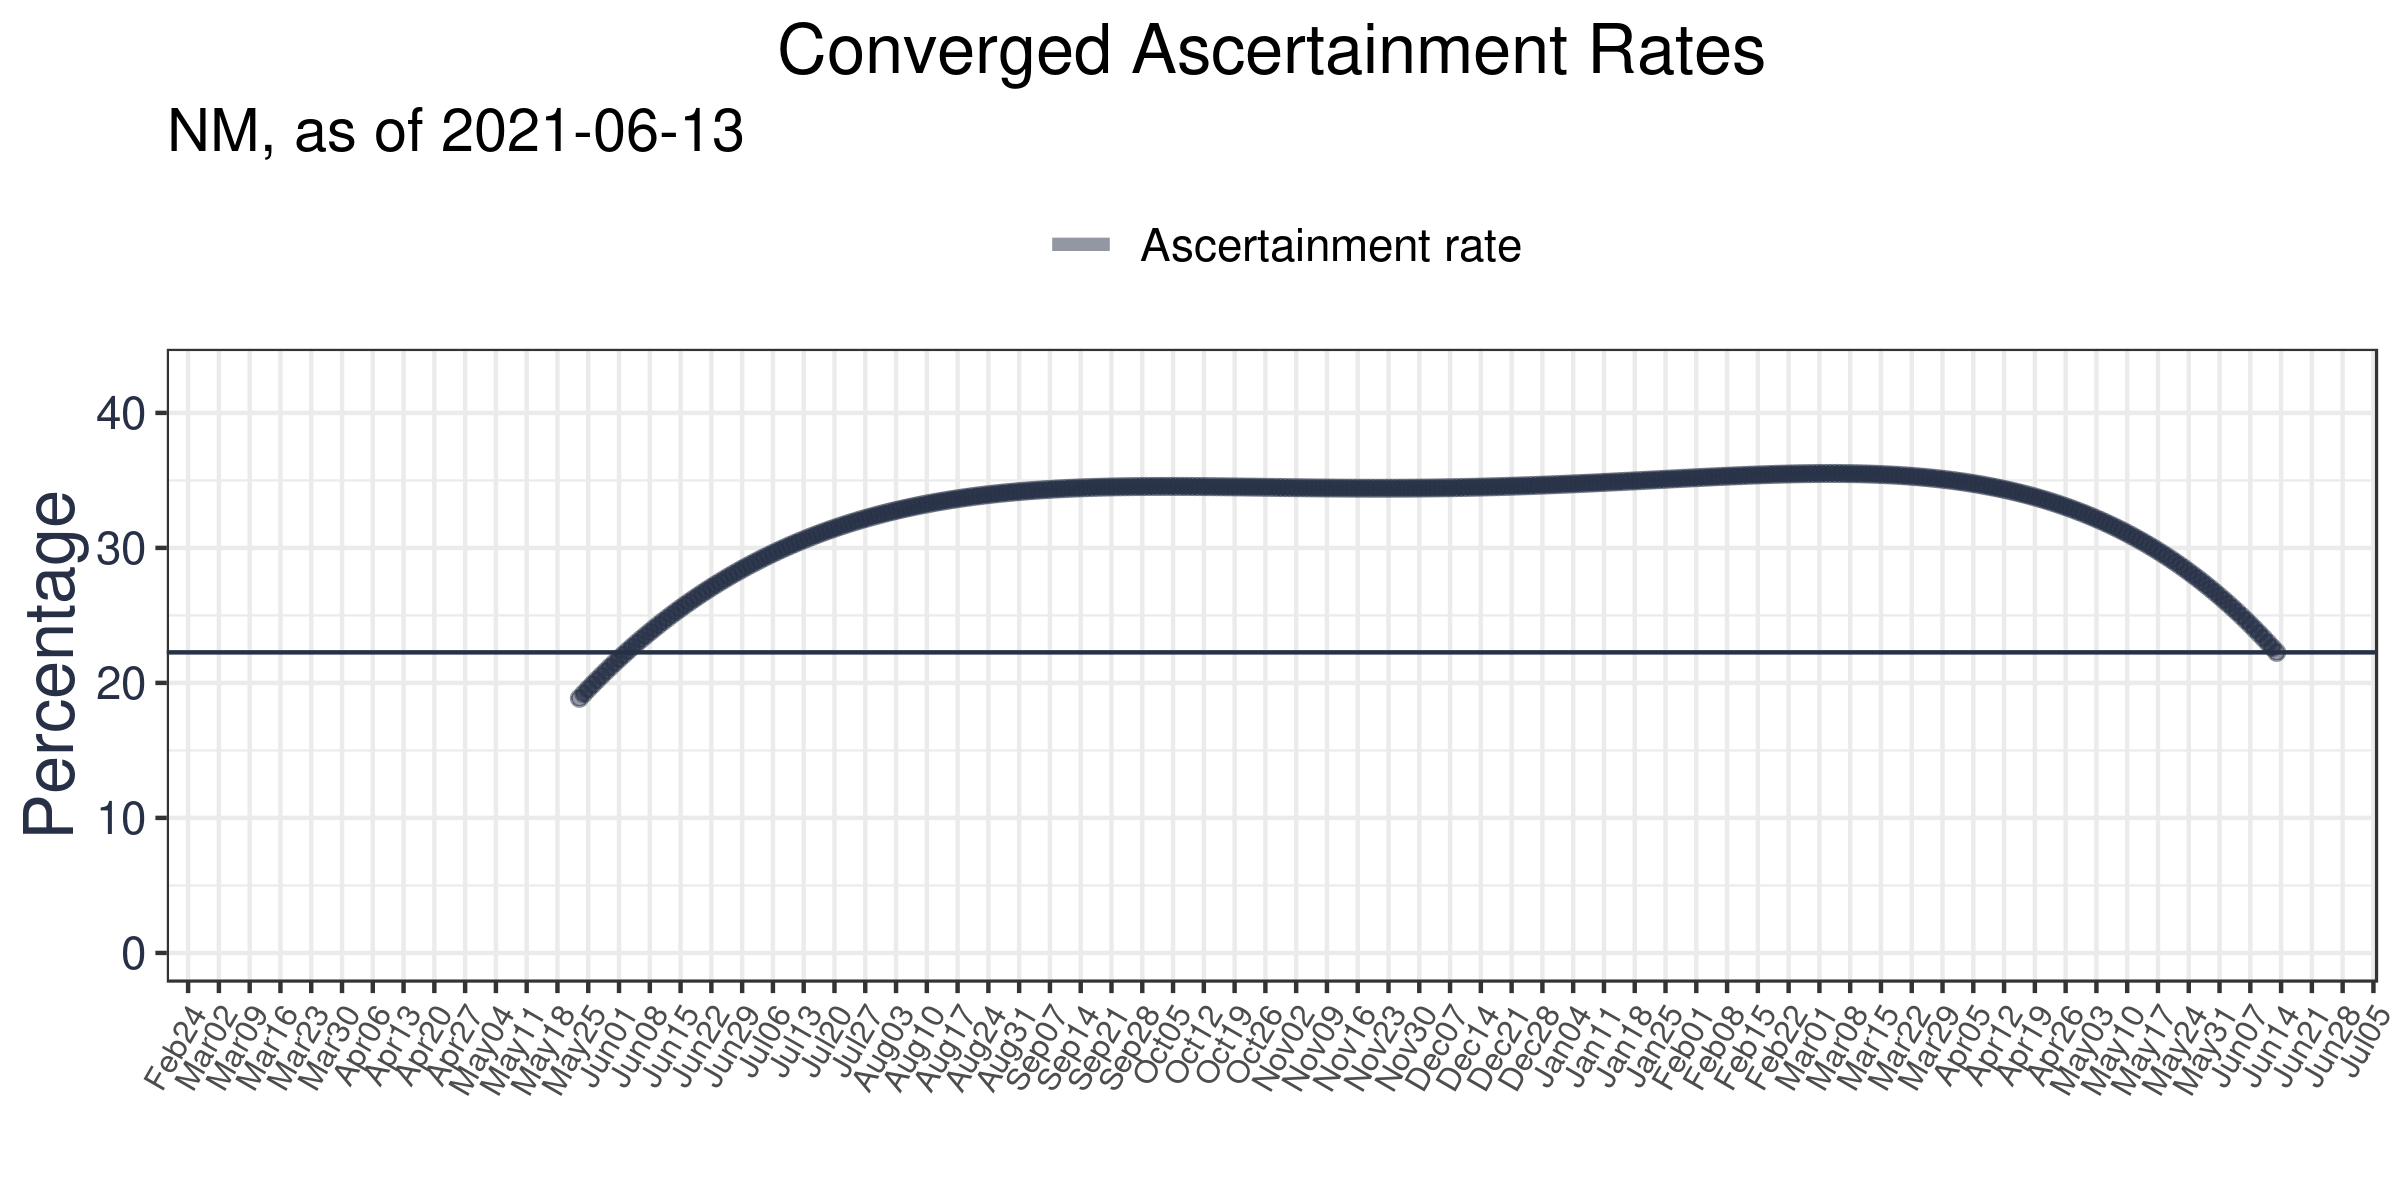 Converged Ascertainment Rates
NM, as of 2021-06-13
Ascertainment rate
Percentage
40
30
20
10
0
Feb24 Mar02 Mar09 Mar16 Mar23 Mar30 Apr06 Apr13 Apr20 Apr27 May04 May11 May18 May25 Jun01 Jun08 Jun15 Jun22 Jun29 Jul06 Jul13 Jul20 Jul27 Aug03 Aug10 Aug17 Aug24 Aug31 Sep07 Sep14 Sep21 Sep28 Oct05 Oct12 Oct19 Oct26 Nov02 Nov09 Nov16 Nov23 Nov30 Dec07 Dec14 Dec21 Dec28 Jan04 Jan11 Jan18 Jan25 Feb01 Feb08 Feb15 Feb22 Mar01 Mar08 Mar15 Mar22 Mar29 Apr05 Apr12 Apr19 Apr26 May03 May10 May17 May24 May31 Jun07 Jun14 Jun21 Jun28 Jul05